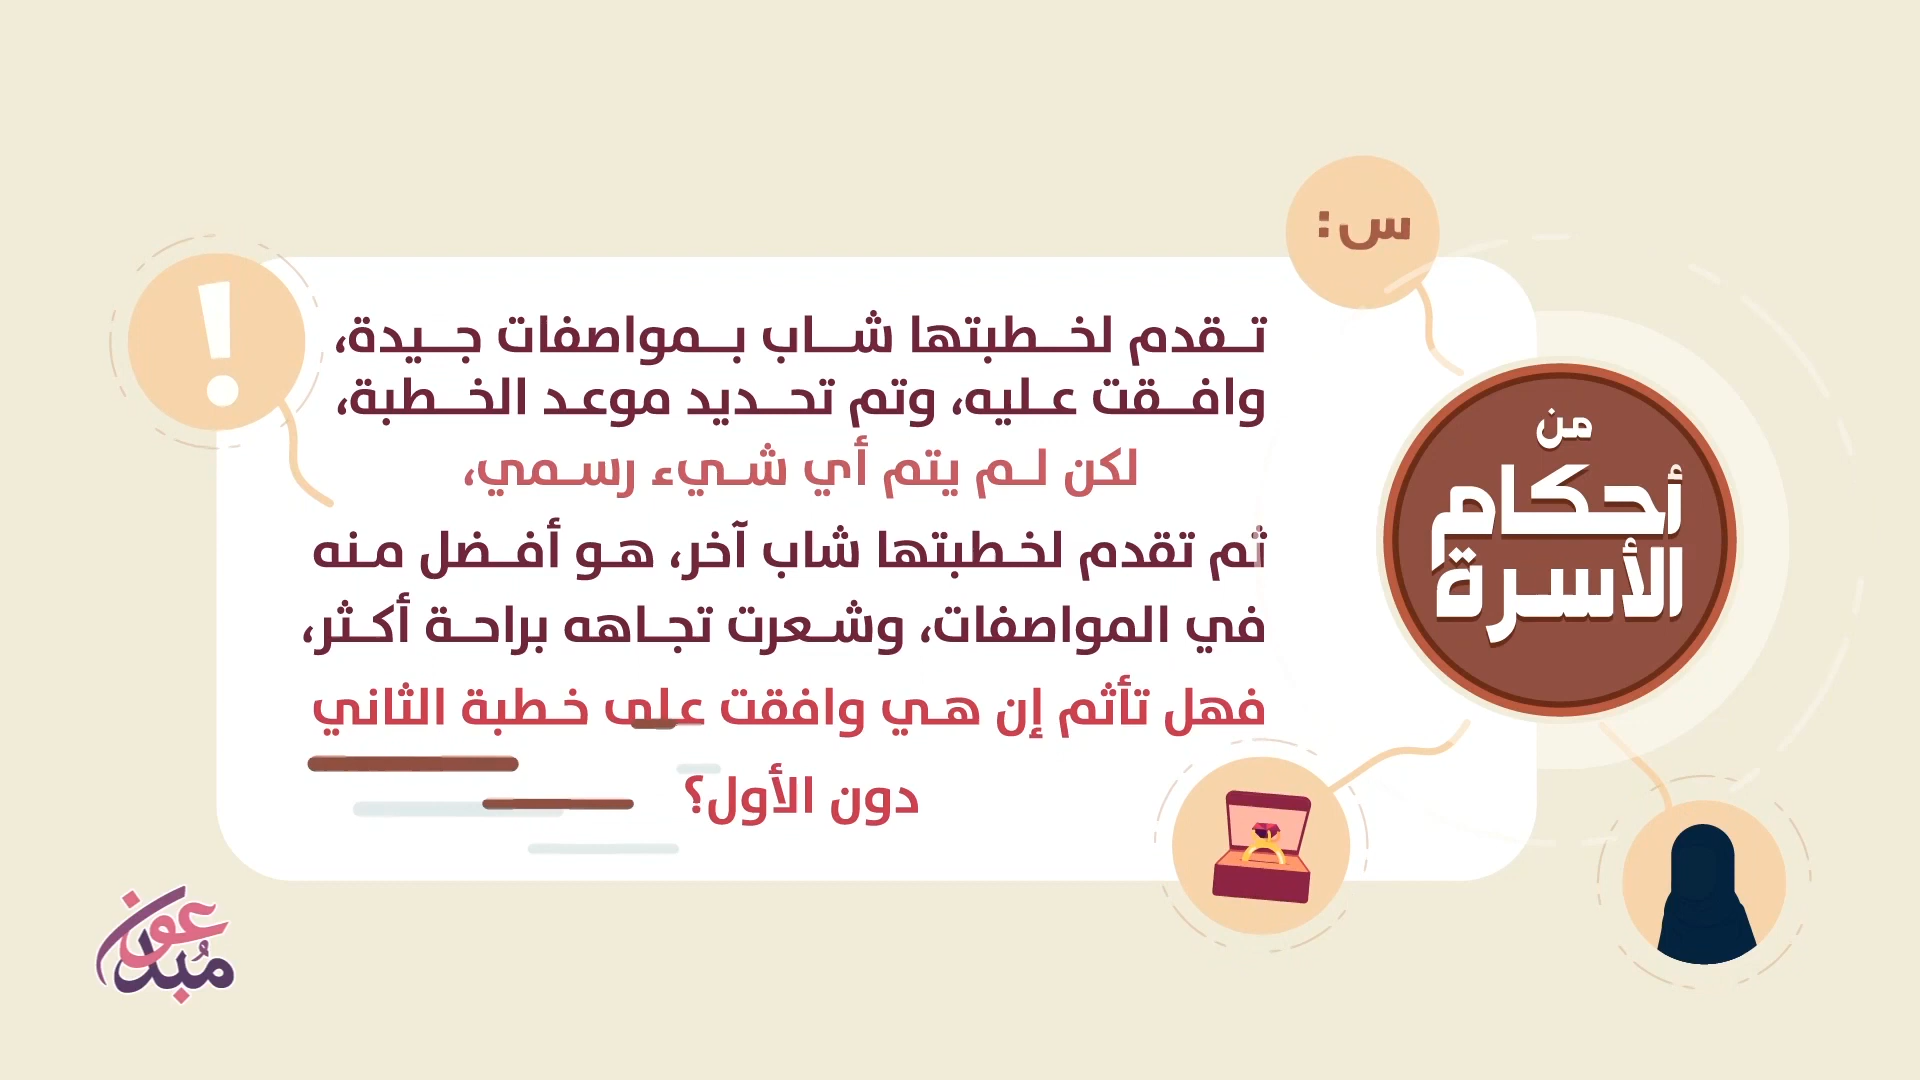 س:
تقدم لخطبتها شاب بمواصفات جيدة،
وافقت عليه، وتم تحديد موعد الخطبة،
لكن لم يتم أي شيء رسمي،
ثم تقدم لخطبتها شاب آخر، هو أفضل منه
في المواصفات، وشعرت تجاهه براحة أكثر،
فهل تأثم إن هي وافقت على خطبة الثاني
دون الأول؟
من
أحكام
الأسرة
!
مُبدعون